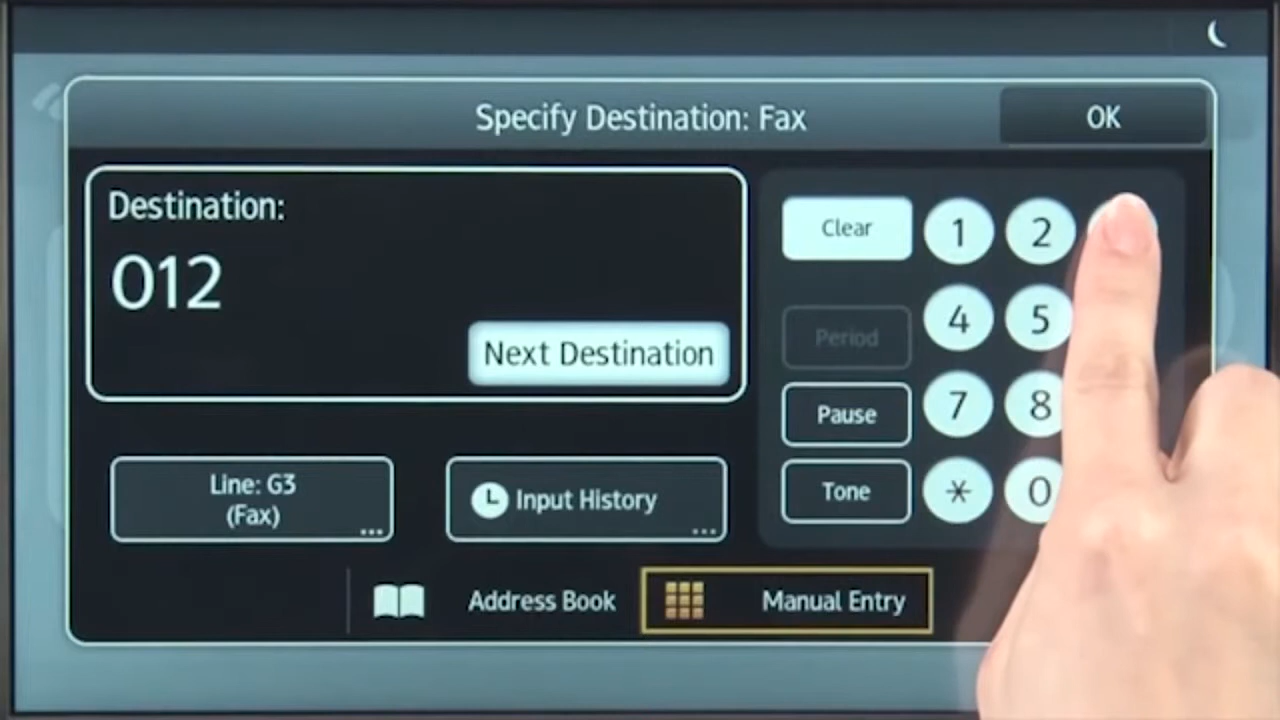 Specify Destination: Fax
OK
Destination:
012
Next Destination
Line: G3
(Fax)
...
Input History
...
Clear
1
2
Period
4
5
Pause
7
8
Tone
*
0
Address Book
Manual Entry